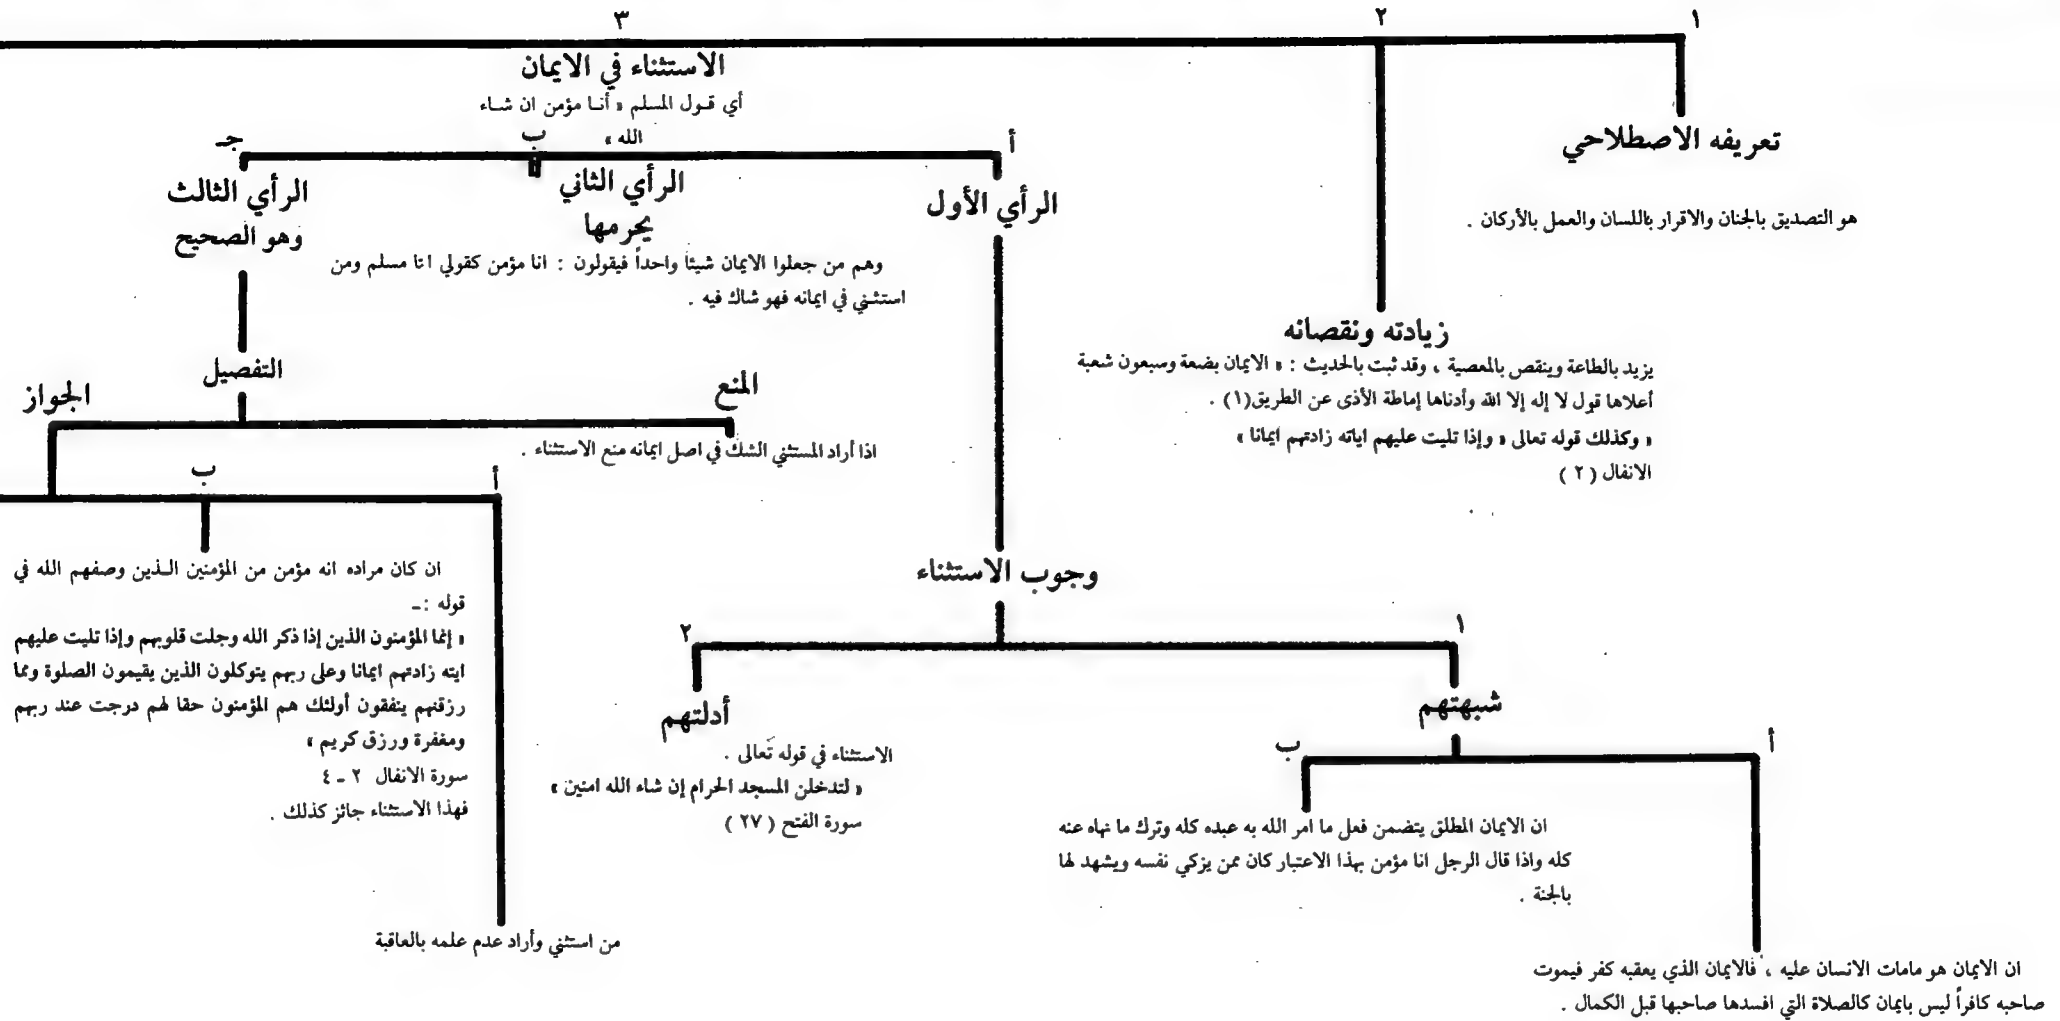 ١
تعريفه الاصطلاحي
هو التصديق بالجنان والاقرار باللسان والعمل بالأركان .
٢
زيادته ونقصانه
يزيد بالطاعة وينقص بالمعصية ، وقد ثبت بالحديث : « الايمان بضعة وسبعون شعبة
أعلاها قول لا إله إلا الله وأدناها إماطة الأذى عن الطريق(١) .
« وكذلك قوله تعالى « وإذا تليت عليهم اياته زادتهم ايمانا »
الانفال ( ٢ )
٣
الاستثناء في الايمان
أي قول المسلم « أنا مؤمن ان شاء
الله »
أ
الرأي الأول
وجوب الاستثناء
١
شبهتهم
أ
ان الايمان هو مامات الانسان عليه ، فالايمان الذي يعقبه كفر فيموت
صاحبه كافراً ليس بايمان كالصلاة التي افسدها صاحبها قبل الكمال .
ب
ان الايمان المطلق يتضمن فعل ما امر الله به عبده كله وترك ما نهاه عنه
كله واذا قال الرجل انا مؤمن بهذا الاعتبار كان ممن يزكي نفسه ويشهد لها
بالجنة .
٢
أدلتهم
الاستثناء في قوله تعالى .
« لتدخلن المسجد الحرام إن شاء الله امنين »
سورة الفتح ( ٢٧ )
ب
الرأي الثاني
يحرمها
وهم من جعلوا الايمان شيئاً واحداً فيقولون : انا مؤمن كقولي انا مسلم ومن
استثنى في ايمانه فهو شاك فيه .
جـ
الرأي الثالث
وهو الصحيح
التفصيل
المنع
اذا أراد المستثني الشك في اصل ايمانه منع الاستثناء .
الجواز
أ
من استثني وأراد عدم علمه بالعاقبة
ب
ان كان مراده انه مؤمن من المؤمنين الـذين وصفهم الله في
قوله :ـ
« إنما المؤمنون الذين إذا ذكر الله وجلت قلوبهم وإذا تليت عليهم
ايته زادتهم ايمانا وعلى ربهم يتوكلون الذين يقيمون الصلوة ومما
رزقنهم ينفقون أولئك هم المؤمنون حقا لهم درجت عند ربهم
ومغفرة ورزق كريم »
سورة الانفال ٢ ـ ٤
فهذا الاستثناء جائز كذلك .